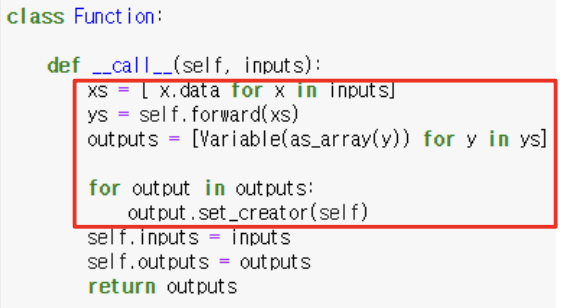 class Function:
def __call__(self, inputs):
xs = [ x.data for x in inputs]
ys = self.forward(xs)
outputs = [Variable(as_array(y)) for y in ys]
for output in outputs:
output.set_creator(self)
self.inputs = inputs
self.outputs = outputs
return outputs